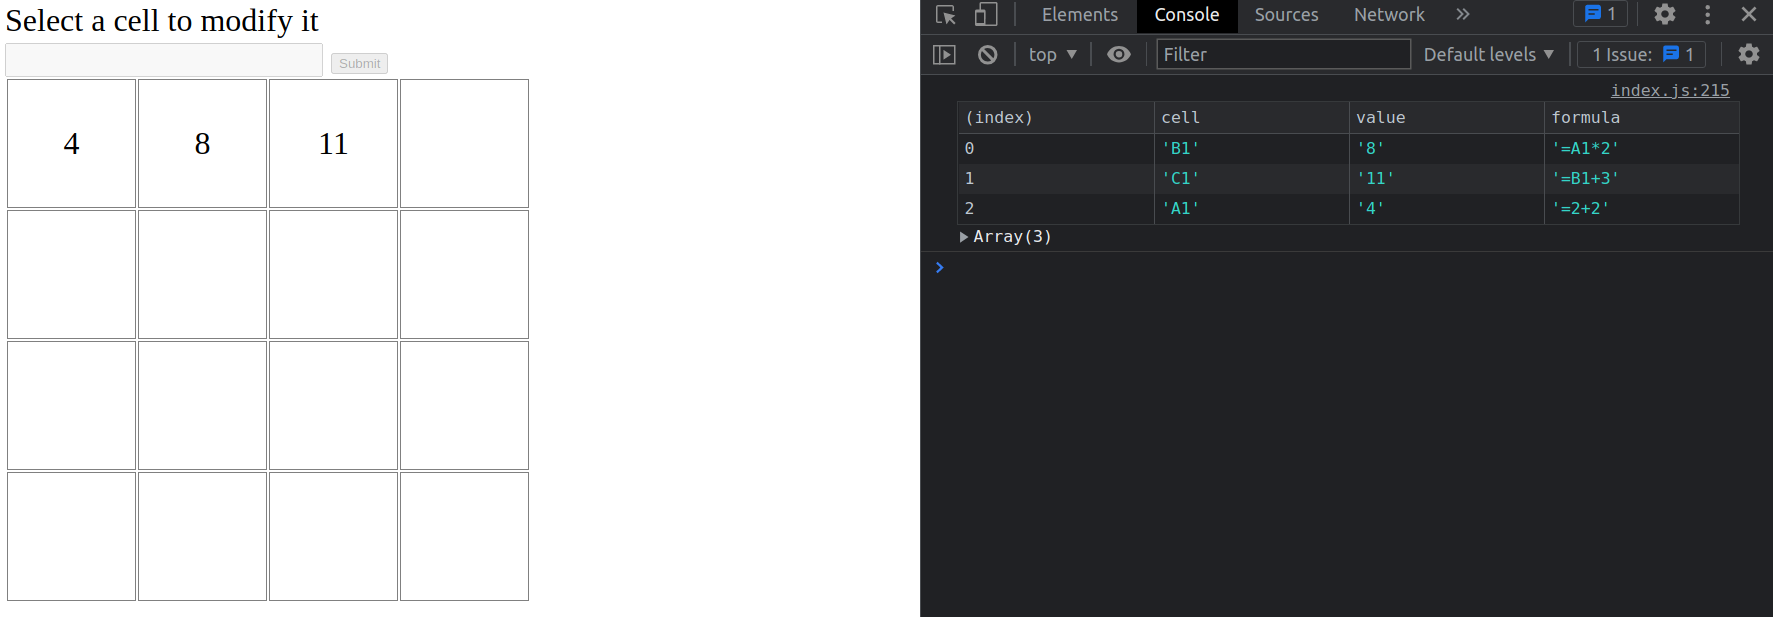 Select a cell to modify it
Submit
4 8 11
Elements Console Sources Network » 1
top ▼ Filter Default levels ▼ 1 Issue: 1
index.js:215
(index) cell value formula
0 'B1' '8' '=A1*2'
1 'C1' '11' '=B1+3'
2 'A1' '4' '=2+2'
▶ Array(3)